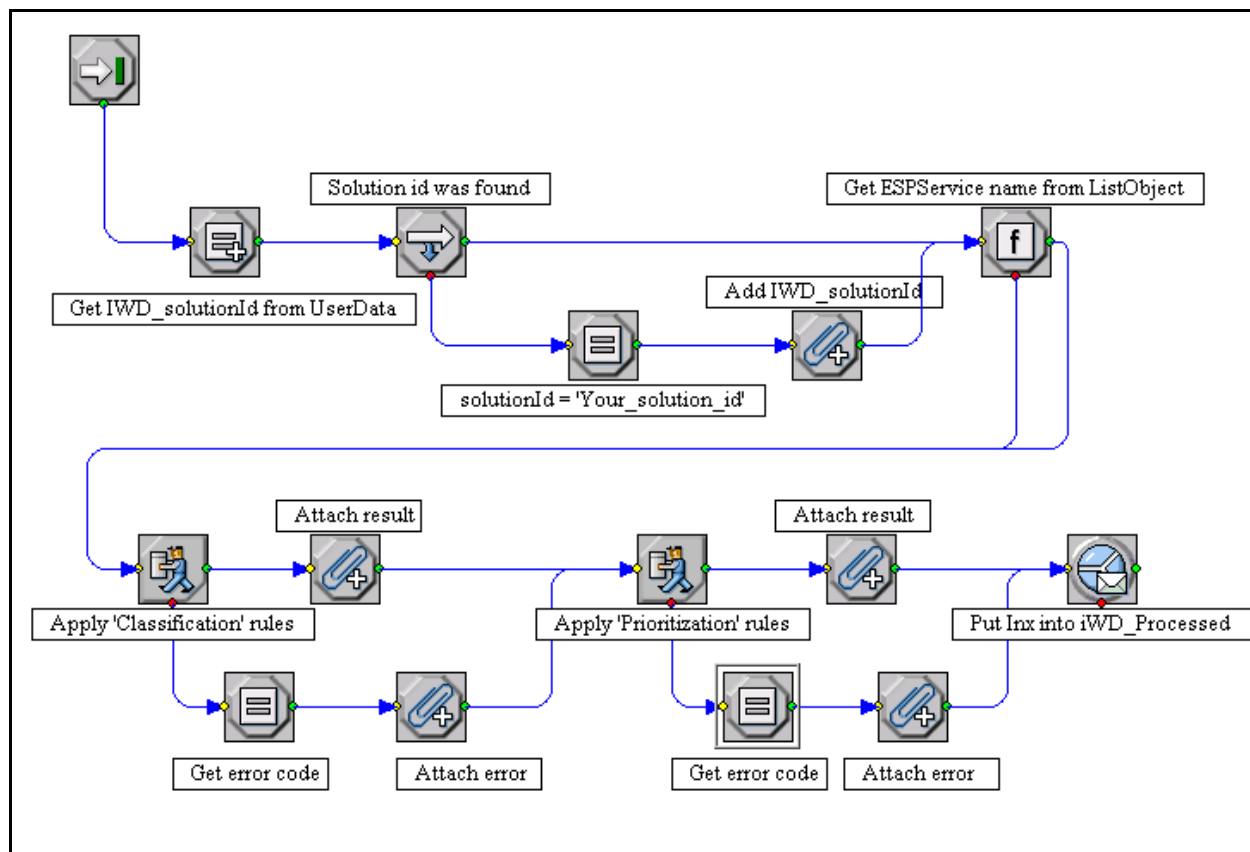 Solution id was found
Get ESPService name from ListObject
f
Get IWD_solutionId from UserData
Add IWD_solutionId
solutionId = 'Your_solution_id'
Attach result
Attach result
Apply 'Classification' rules
Apply 'Prioritization' rules
Put Inx into iWD_Processed
Get error code
Attach error
Get error code
Attach error